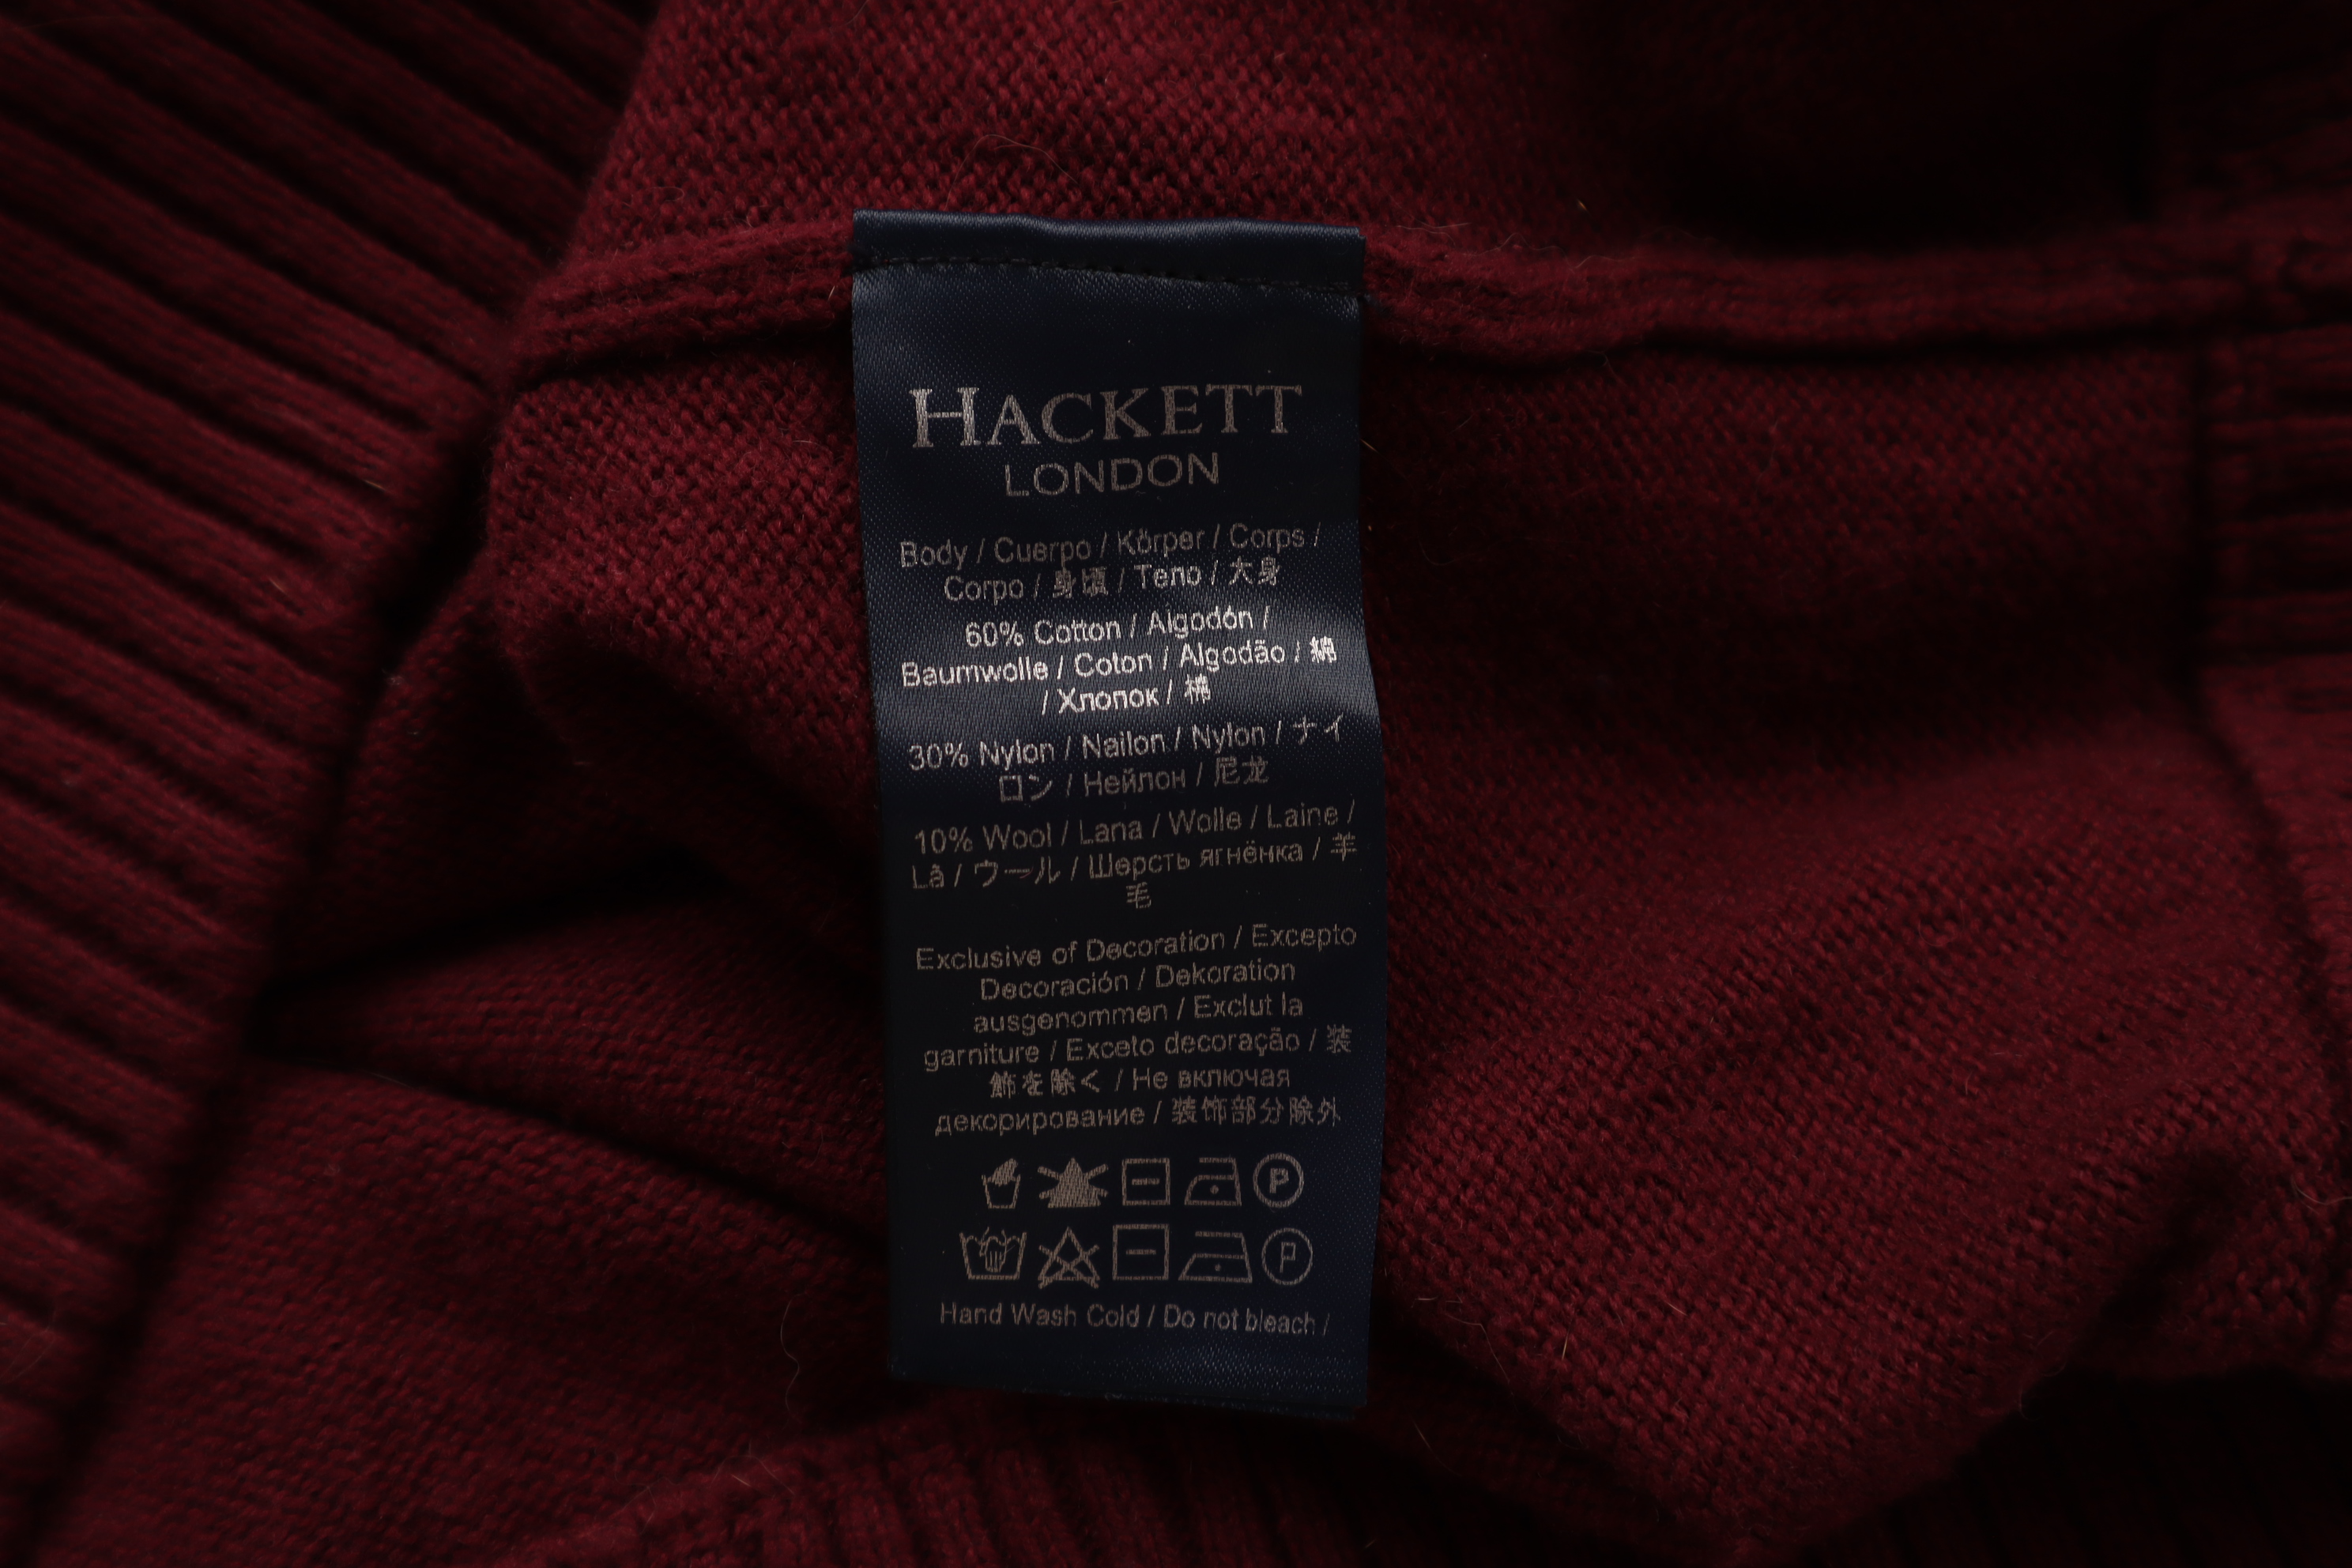 HACKETT
LONDON
Body / Cuerpo / Körper / Corps /
Corpo / 身頃 / Тело / 大身
60% Cotton / Algodón /
Baumwolle / Coton / Algodão / 綿
/ Хлопок / 棉
30% Nylon / Nailon / Nylon / ナイ
ロン / Нейлон / 尼龙
10% Wool / Lana / Wolle / Laine /
Lã / ウール / Шерсть ягнёнка / 羊
毛
Exclusive of Decoration / Excepto
Decoración / Dekoration
ausgenommen / Exclut la
garniture / Exceto decoração / 装
飾を除く / Не включая
декорирование / 装饰部分除外
Hand Wash Cold / Do not bleach /